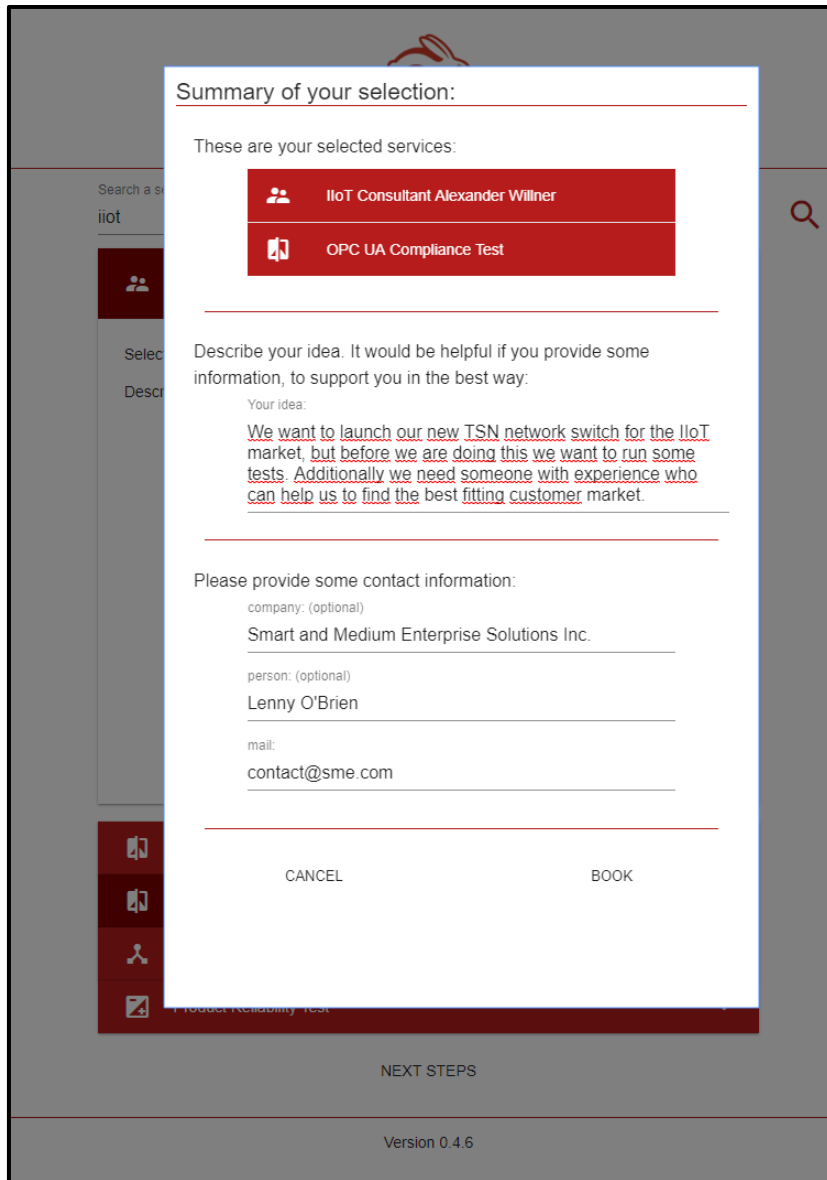 Summary of your selection:
These are your selected services:
IIoT Consultant Alexander Willner
OPC UA Compliance Test
Search a se
iiot
Selec
Descr
Describe your idea. It would be helpful if you provide some
information, to support you in the best way:
Your idea:
We want to launch our new TSN network switch for the IIoT
market, but before we are doing this we want to run some
tests. Additionally we need someone with experience who
can help us to find the best fitting customer market.
Please provide some contact information:
company: (optional)
Smart and Medium Enterprise Solutions Inc.
person: (optional)
Lenny O'Brien
mail:
contact@sme.com
CANCEL BOOK
Product Reliability Test
NEXT STEPS
Version 0.4.6